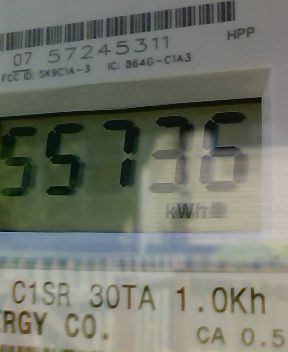 HPP
07 57245311
FCC ID: SK9C1A-3 IC: 864G-C1A3
55736
kWh
C1SR 30TA 1.0Kh
ERGY CO.
CA 0.5